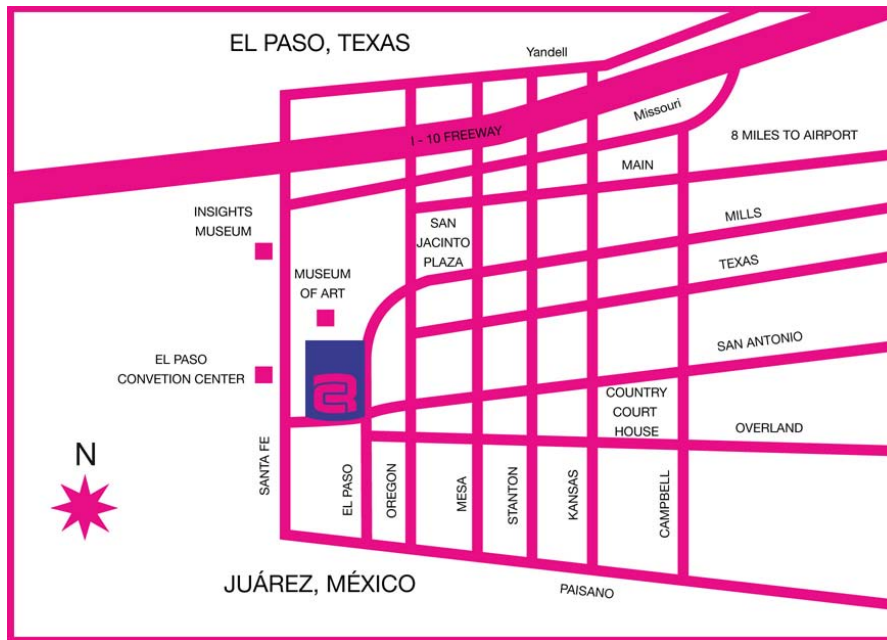 EL PASO, TEXAS
Yandell
Missouri
I - 10 FREEWAY
8 MILES TO AIRPORT
MAIN
INSIGHTS
MUSEUM
SAN
JACINTO
PLAZA
MILLS
MUSEUM
OF ART
TEXAS
SAN ANTONIO
EL PASO
CONVETION CENTER
COUNTRY
COURT
HOUSE
OVERLAND
N
SANTA FE
EL PASO
OREGON
MESA
STANTON
KANSAS
CAMPBELL
JUÁREZ, MÉXICO
PAISANO